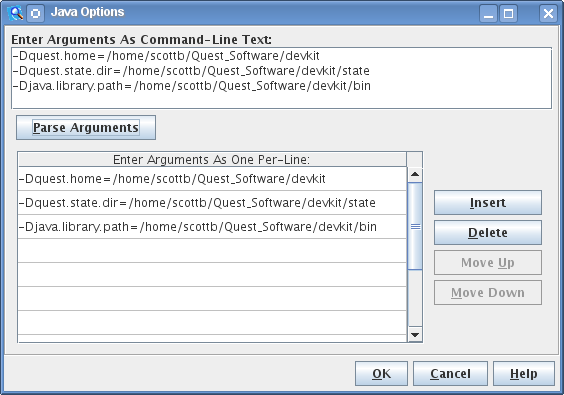 Java Options
Enter Arguments As Command-Line Text:
-Dquest.home=/home/scottb/Quest_Software/devkit
-Dquest.state.dir=/home/scottb/Quest_Software/devkit/state
-Djava.library.path=/home/scottb/Quest_Software/devkit/bin
Parse Arguments
Enter Arguments As One Per-Line:
-Dquest.home=/home/scottb/Quest_Software/devkit
-Dquest.state.dir=/home/scottb/Quest_Software/devkit/state
-Djava.library.path=/home/scottb/Quest_Software/devkit/bin
Insert
Delete
Move Up
Move Down
OK
Cancel
Help